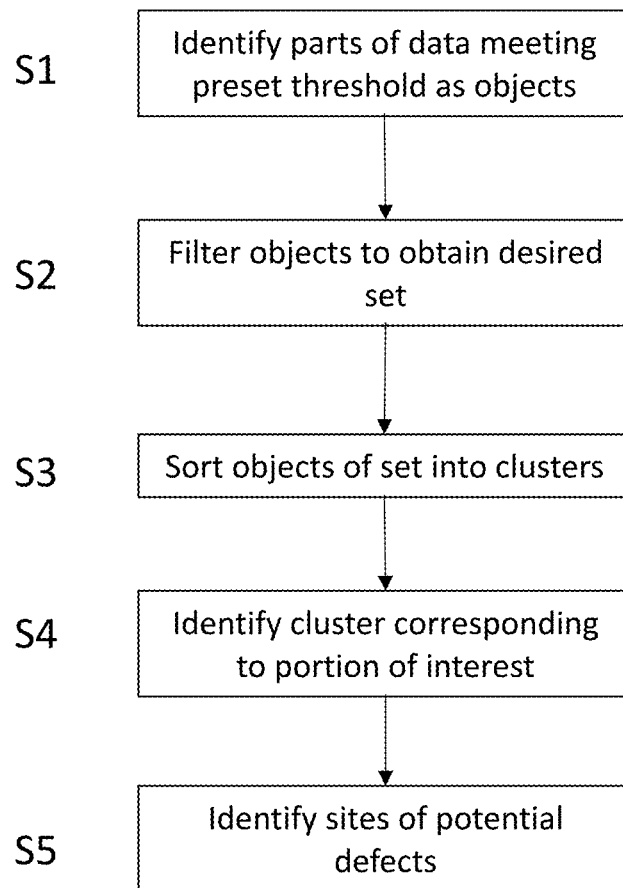 S1
Identify parts of data meeting
preset threshold as objects
S2
Filter objects to obtain desired
set
S3
Sort objects of set into clusters
S4
Identify cluster corresponding
to portion of interest
S5
Identify sites of potential
defects